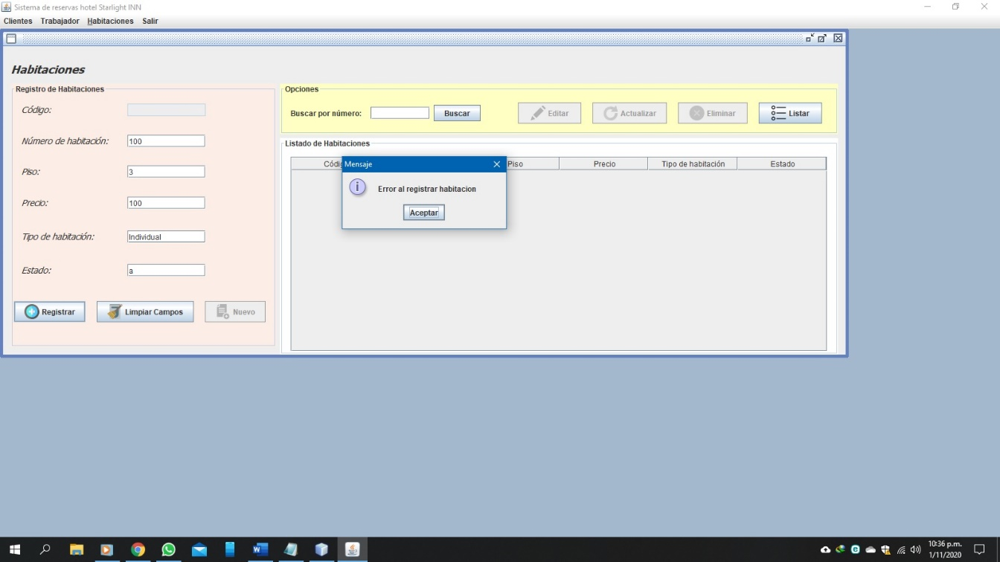 Sistema de reservas hotel Starlight INN
Clientes Trabajador Habitaciones Salir
Habitaciones
Registro de Habitaciones
Código:
Número de habitación: 100
Piso: 3
Precio: 100
Tipo de habitación: Individual
Estado: a
Registrar Limpiar Campos Nuevo
Opciones
Buscar por número: Buscar Editar Actualizar Eliminar Listar
Listado de Habitaciones
Piso Precio Tipo de habitación Estado
Mensaje
Error al registrar habitacion
Aceptar
10:36 p.m.
1/11/2020